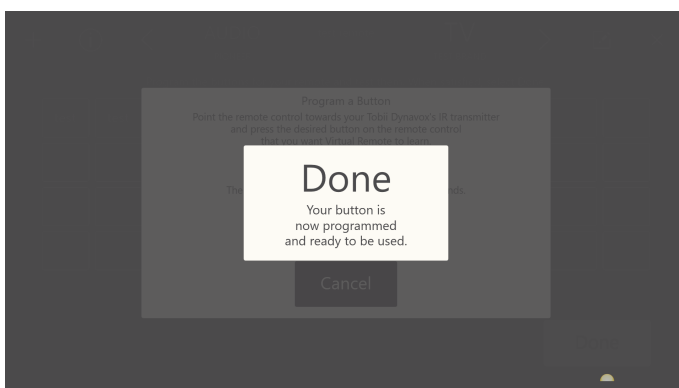 Program a Button
Point the remote control towards your Tobii Dynavox's IR transmitter
and press the desired button on the remote control
that you want Virtual Remote to learn.
The
Done
Your button is
now programmed
and ready to be used.
Cancel